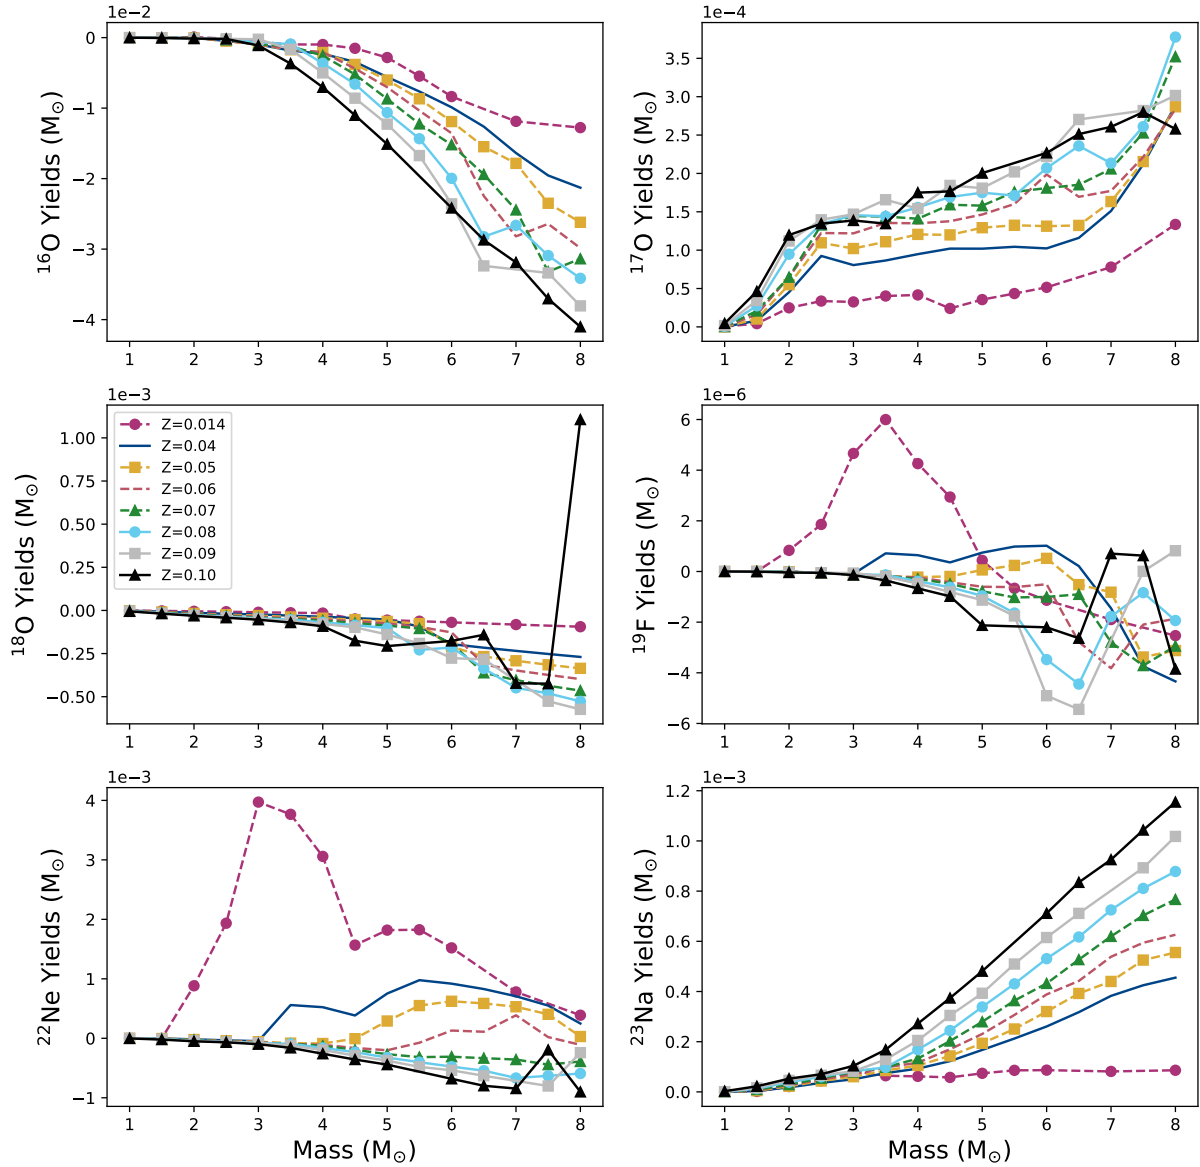 1e−2
¹⁶O Yields (M☉)
0
−1
−2
−3
−4
1 2 3 4 5 6 7 8
1e−4
¹⁷O Yields (M☉)
3.5
3.0
2.5
2.0
1.5
1.0
0.5
0.0
1 2 3 4 5 6 7 8
1e−3
¹⁸O Yields (M☉)
1.00
0.75
0.50
0.25
0.00
−0.25
−0.50
Z=0.014
Z=0.04
Z=0.05
Z=0.06
Z=0.07
Z=0.08
Z=0.09
Z=0.10
1 2 3 4 5 6 7 8
1e−6
¹⁹F Yields (M☉)
6
4
2
0
−2
−4
−6
1 2 3 4 5 6 7 8
1e−3
²²Ne Yields (M☉)
4
3
2
1
0
−1
1 2 3 4 5 6 7 8
Mass (M☉)
1e−3
²³Na Yields (M☉)
1.2
1.0
0.8
0.6
0.4
0.2
0.0
1 2 3 4 5 6 7 8
Mass (M☉)